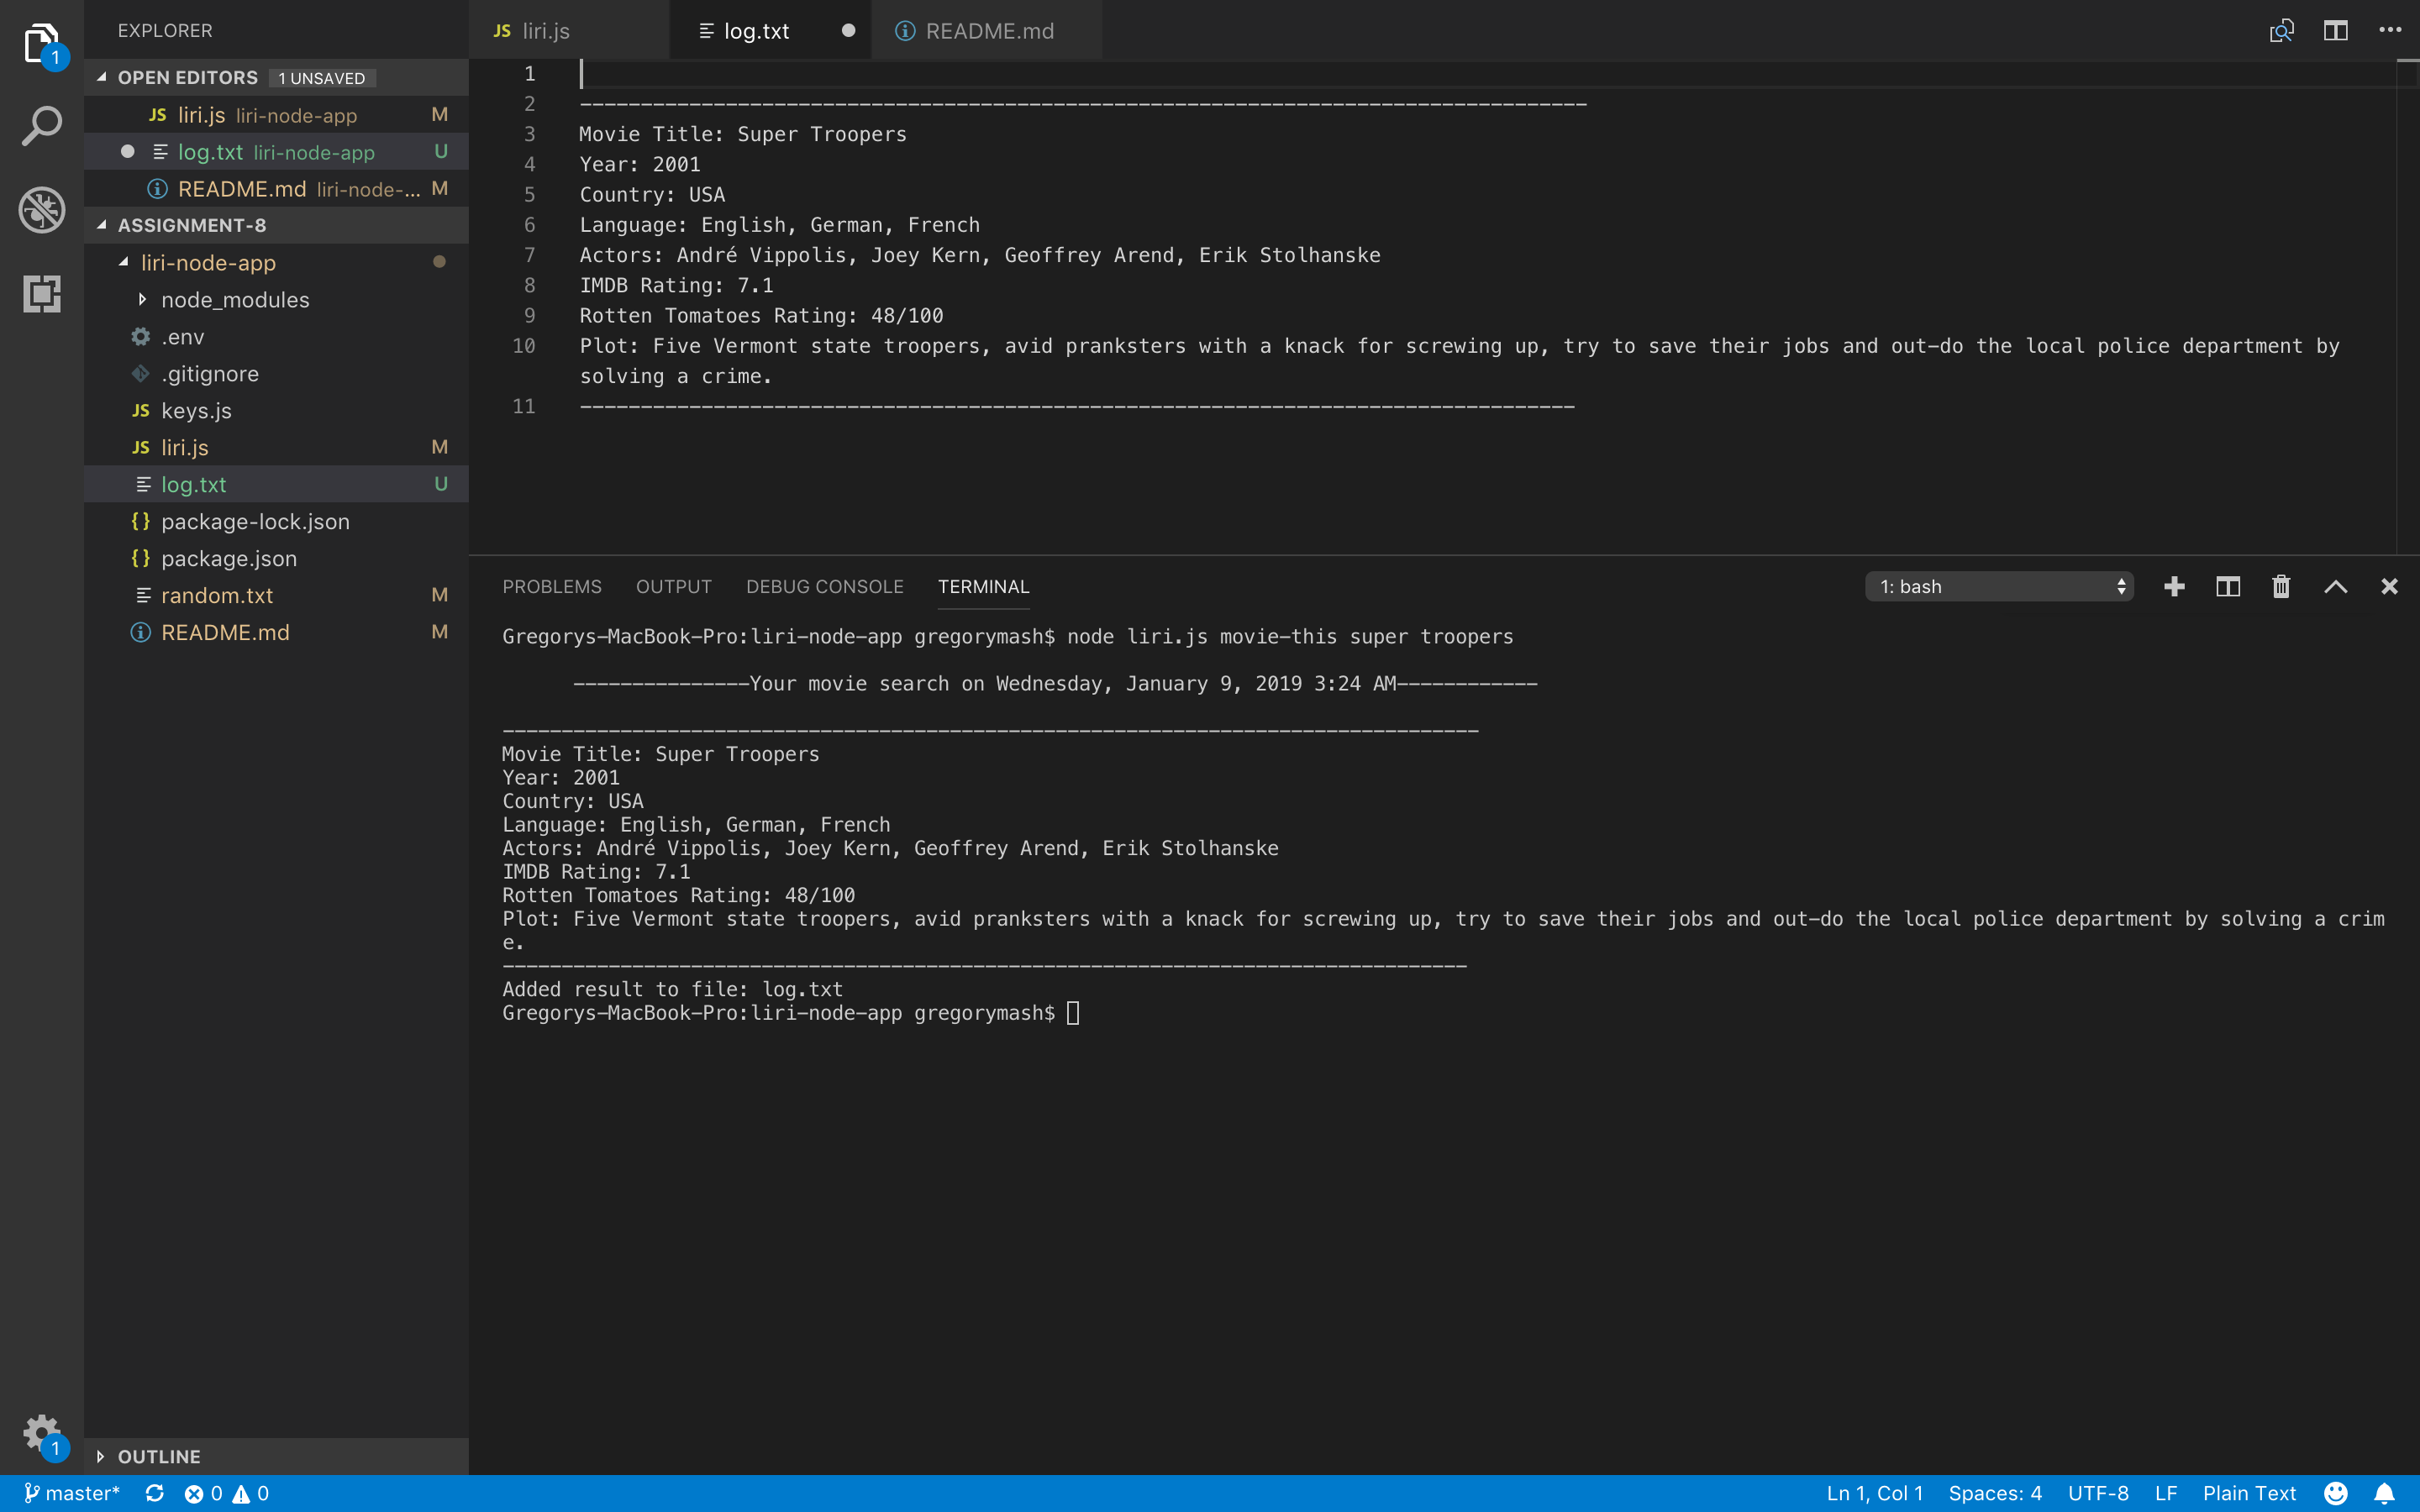 EXPLORER
OPEN EDITORS 1 UNSAVED
JS liri.js liri-node-app M
log.txt liri-node-app U
README.md liri-node-... M
ASSIGNMENT-8
liri-node-app
node_modules
.env
.gitignore
JS keys.js
JS liri.js M
log.txt U
{} package-lock.json
{} package.json
random.txt M
README.md M
OUTLINE
1
1
JS liri.js
log.txt
README.md
1
2 -----------------------------------------------------------------------------------
3 Movie Title: Super Troopers
4 Year: 2001
5 Country: USA
6 Language: English, German, French
7 Actors: André Vippolis, Joey Kern, Geoffrey Arend, Erik Stolhanske
8 IMDB Rating: 7.1
9 Rotten Tomatoes Rating: 48/100
10 Plot: Five Vermont state troopers, avid pranksters with a knack for screwing up, try to save their jobs and out-do the local police department by
solving a crime.
11 ----------------------------------------------------------------------------------
PROBLEMS OUTPUT DEBUG CONSOLE TERMINAL
1: bash
Gregorys-MacBook-Pro:liri-node-app gregorymash$ node liri.js movie-this super troopers
---------------Your movie search on Wednesday, January 9, 2019 3:24 AM------------
-----------------------------------------------------------------------------------
Movie Title: Super Troopers
Year: 2001
Country: USA
Language: English, German, French
Actors: André Vippolis, Joey Kern, Geoffrey Arend, Erik Stolhanske
IMDB Rating: 7.1
Rotten Tomatoes Rating: 48/100
Plot: Five Vermont state troopers, avid pranksters with a knack for screwing up, try to save their jobs and out-do the local police department by solving a crim
e.
----------------------------------------------------------------------------------
Added result to file: log.txt
Gregorys-MacBook-Pro:liri-node-app gregorymash$
master* 0 0
Ln 1, Col 1 Spaces: 4 UTF-8 LF Plain Text